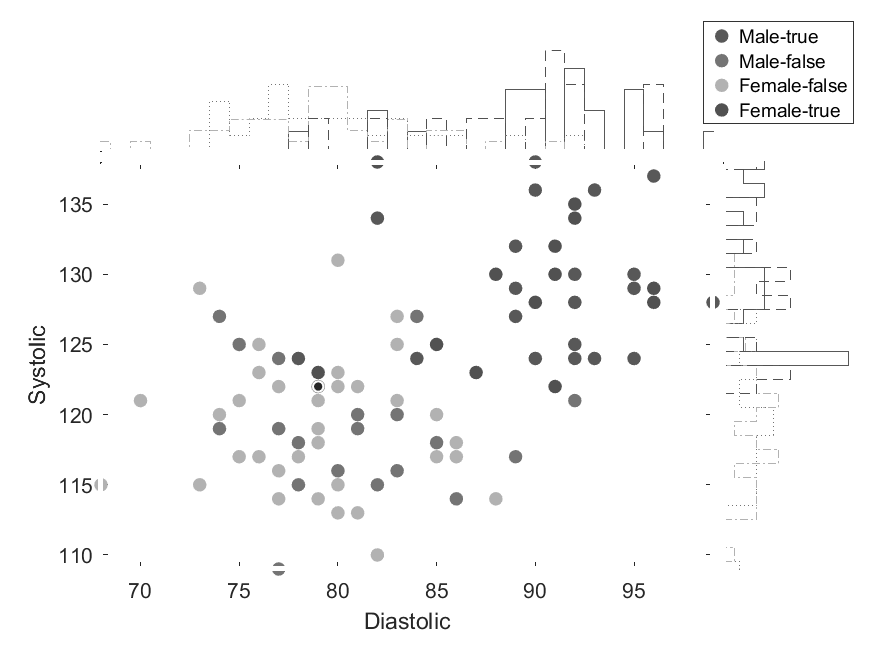 Male-true
Male-false
Female-false
Female-true
135
130
125
120
115
110
Systolic
70 75 80 85 90 95
Diastolic